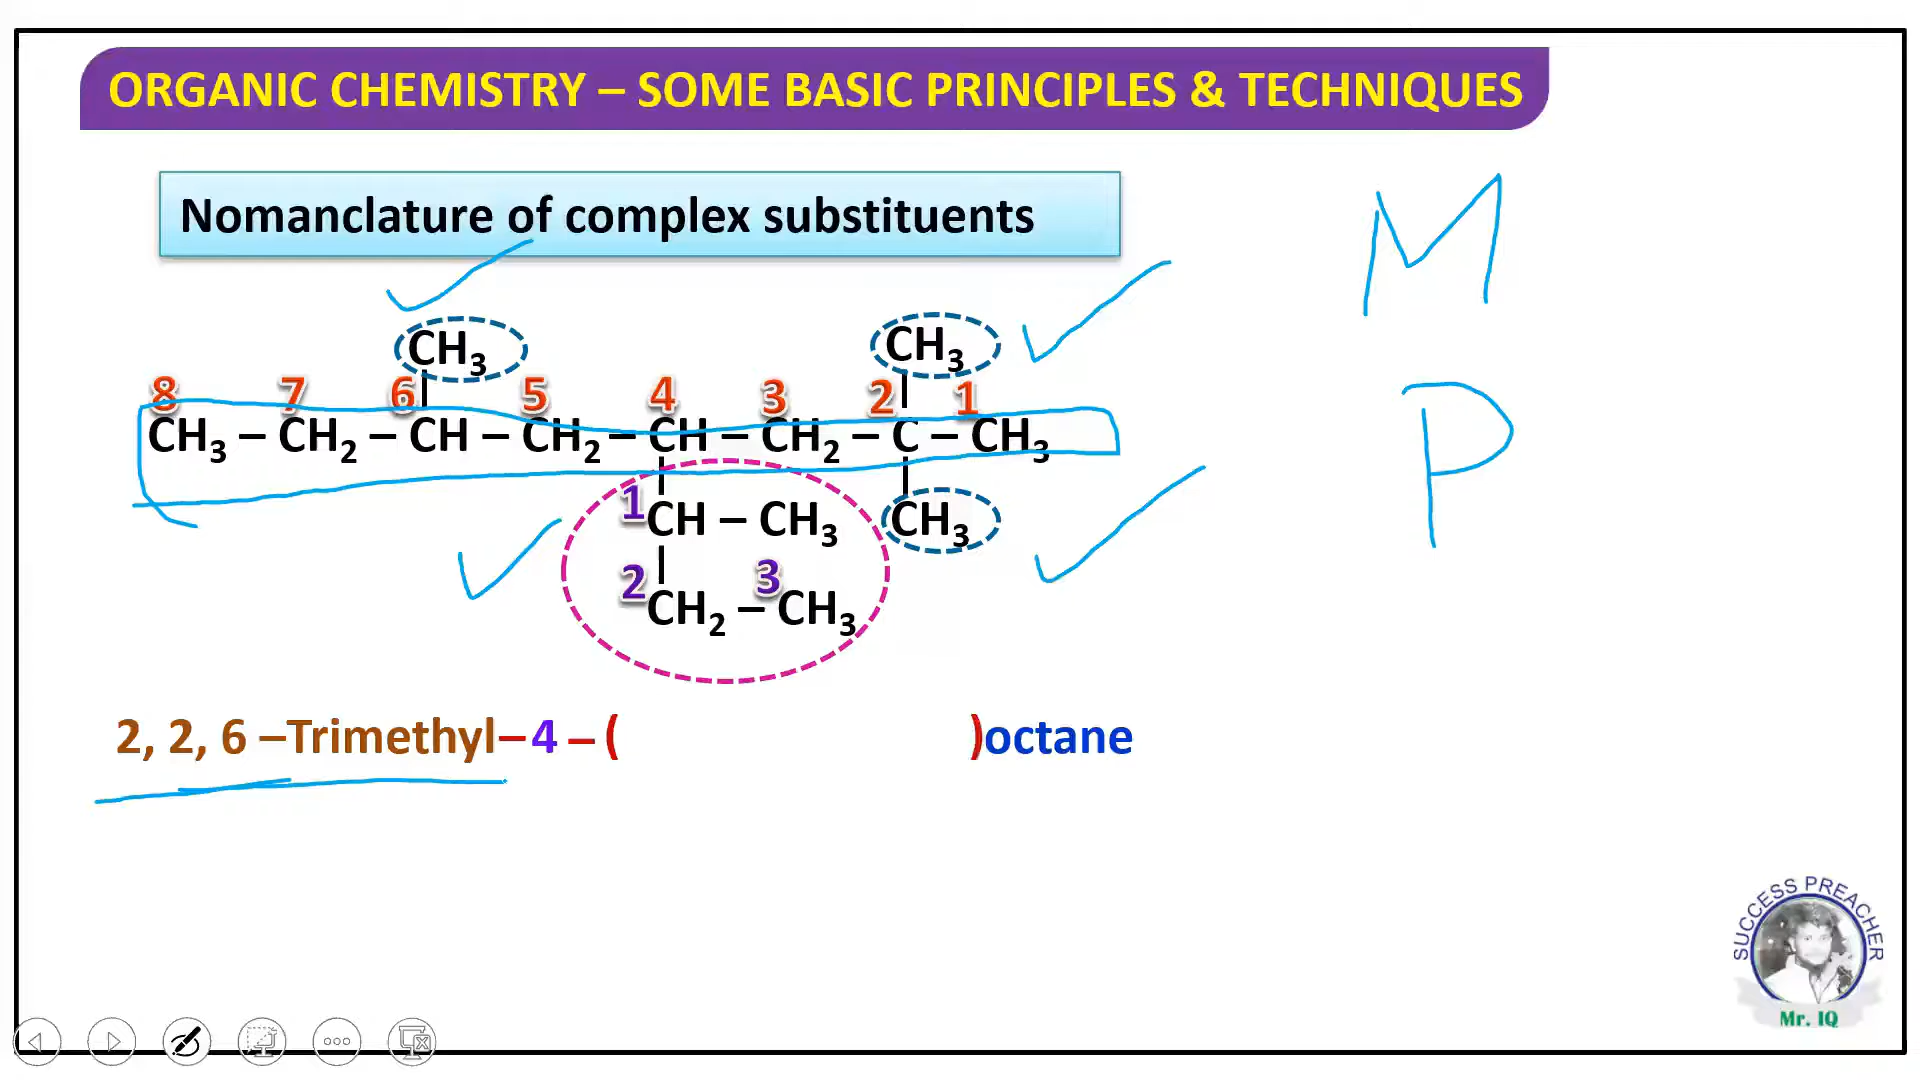 ORGANIC CHEMISTRY – SOME BASIC PRINCIPLES & TECHNIQUES
Nomanclature of complex substituents
M
P
CH₃ CH₃
8 7 6 5 4 3 2 1
CH₃ – CH₂ – CH – CH₂ – CH – CH₂ – C – CH₃
1 CH – CH₃ CH₃
2 3
CH₂ – CH₃
2, 2, 6 –Trimethyl– 4 – ( )octane
SUCCESS PREACHER
Mr. IQ